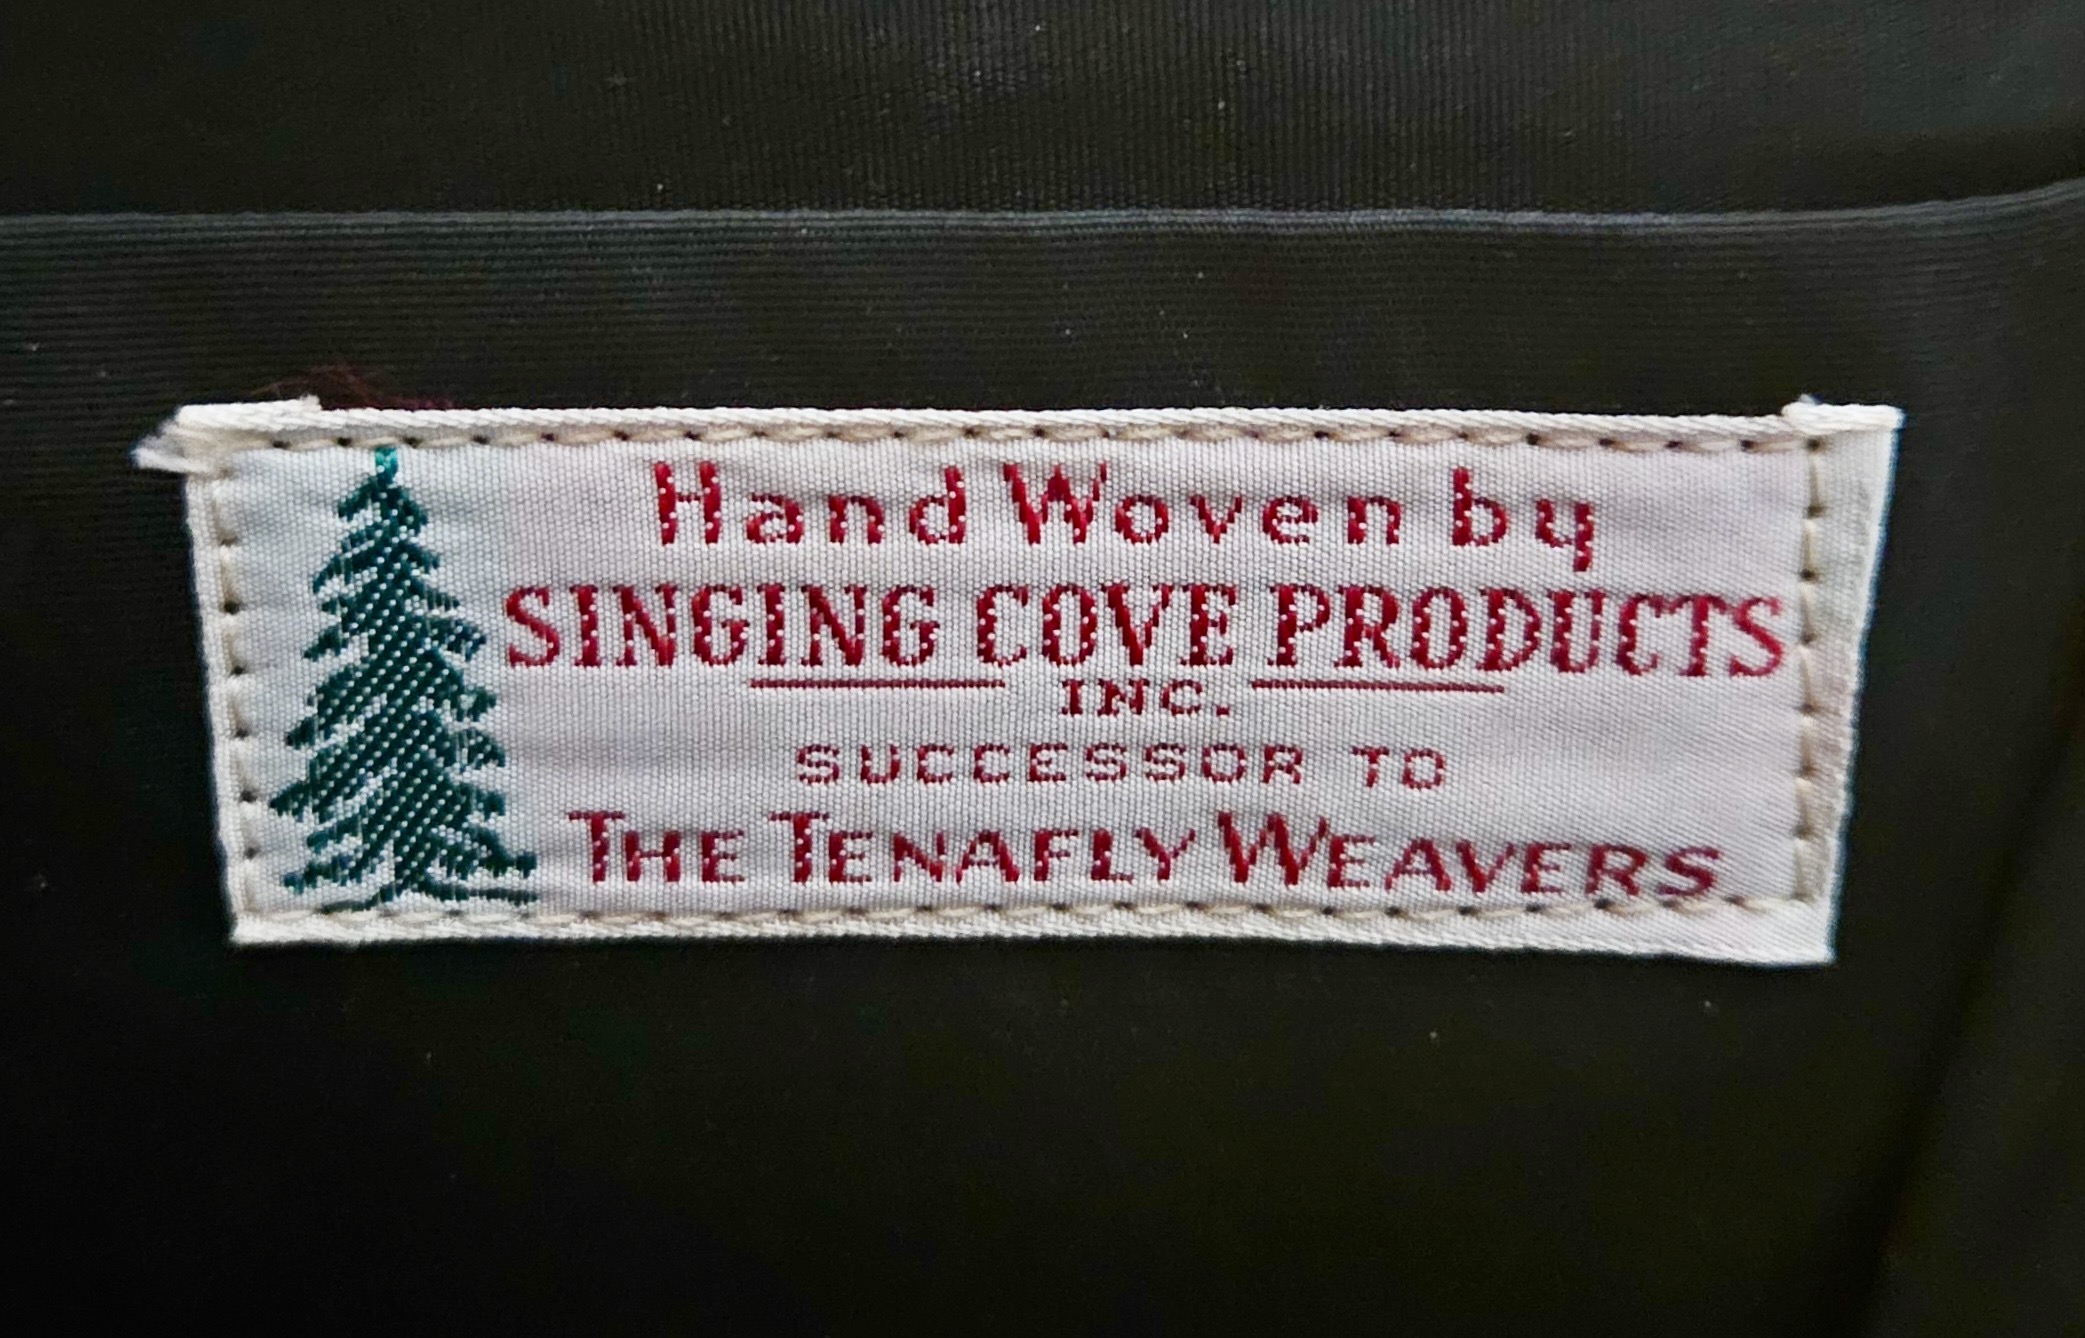 Hand Woven by
SINGING COVE PRODUCTS
INC.
SUCCESSOR TO
THE TENAFLY WEAVERS